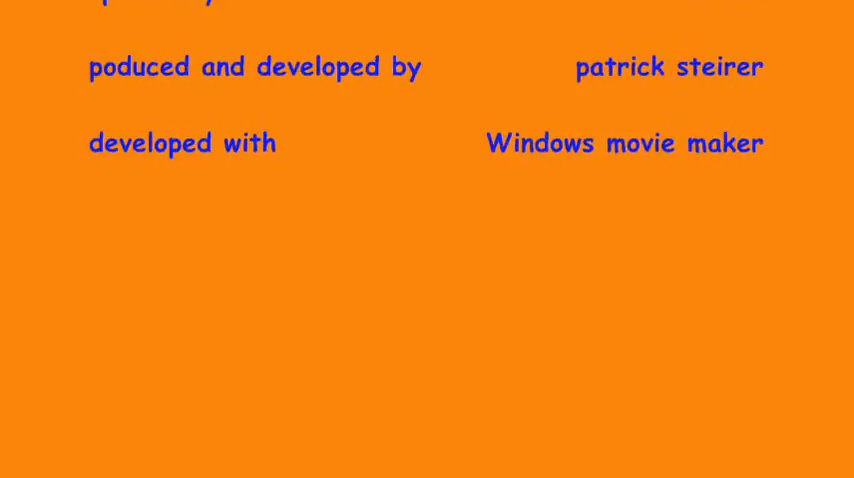 poduced and developed by patrick steirer
developed with Windows movie maker